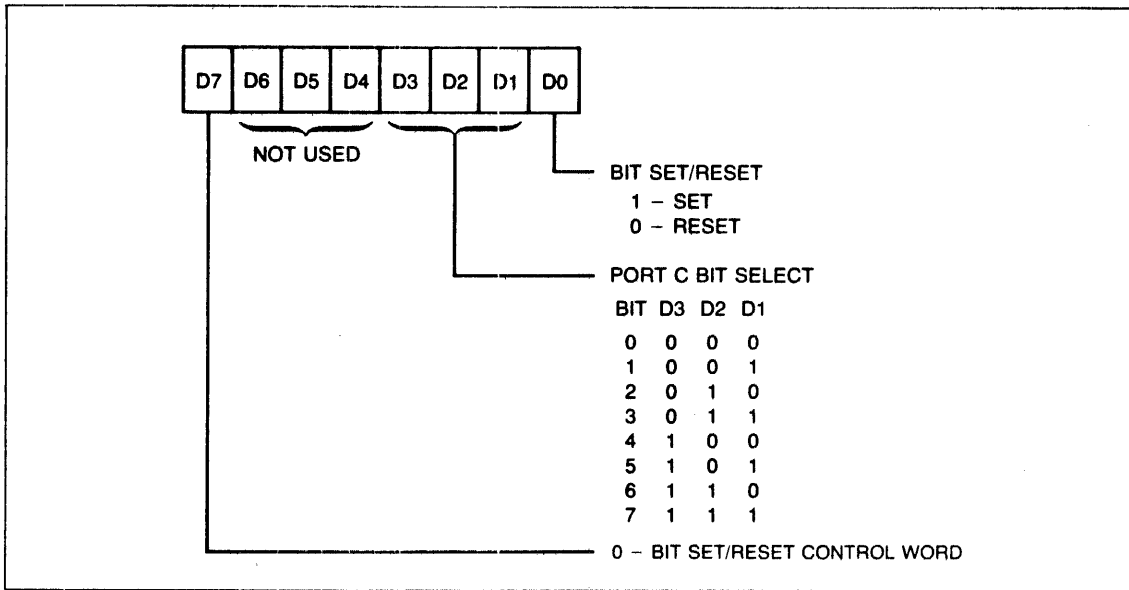 D7 D6 D5 D4 D3 D2 D1 D0
NOT USED
BIT SET/RESET
1 – SET
0 – RESET
PORT C BIT SELECT
BIT D3 D2 D1
0 0 0 0
1 0 0 1
2 0 1 0
3 0 1 1
4 1 0 0
5 1 0 1
6 1 1 0
7 1 1 1
0 – BIT SET/RESET CONTROL WORD